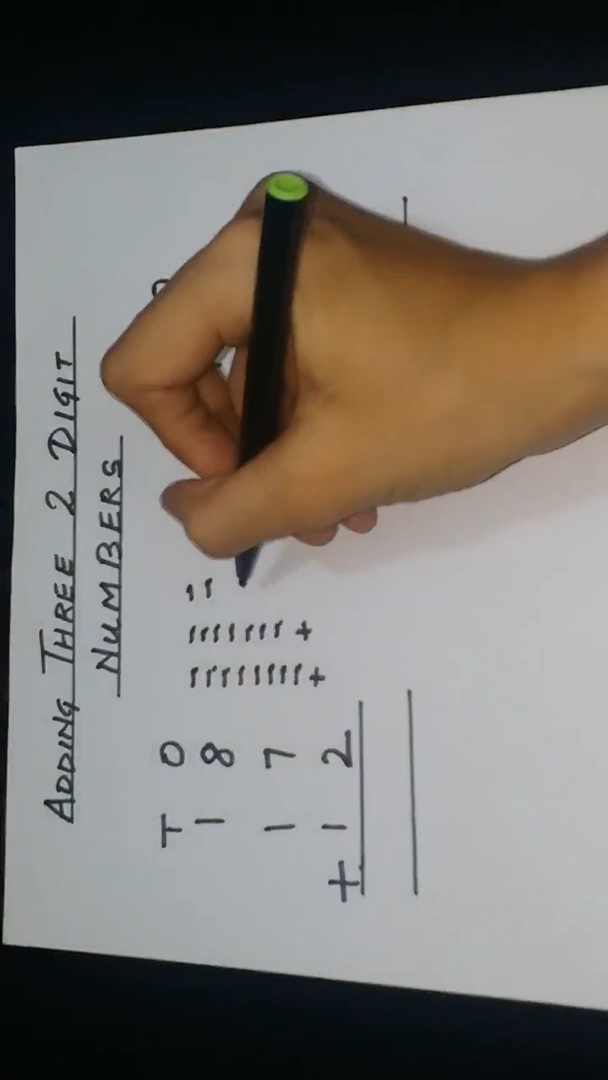 ADDING THREE 2 DIGIT
NUMBERS
T O
1 8
1 7
+ 1 2